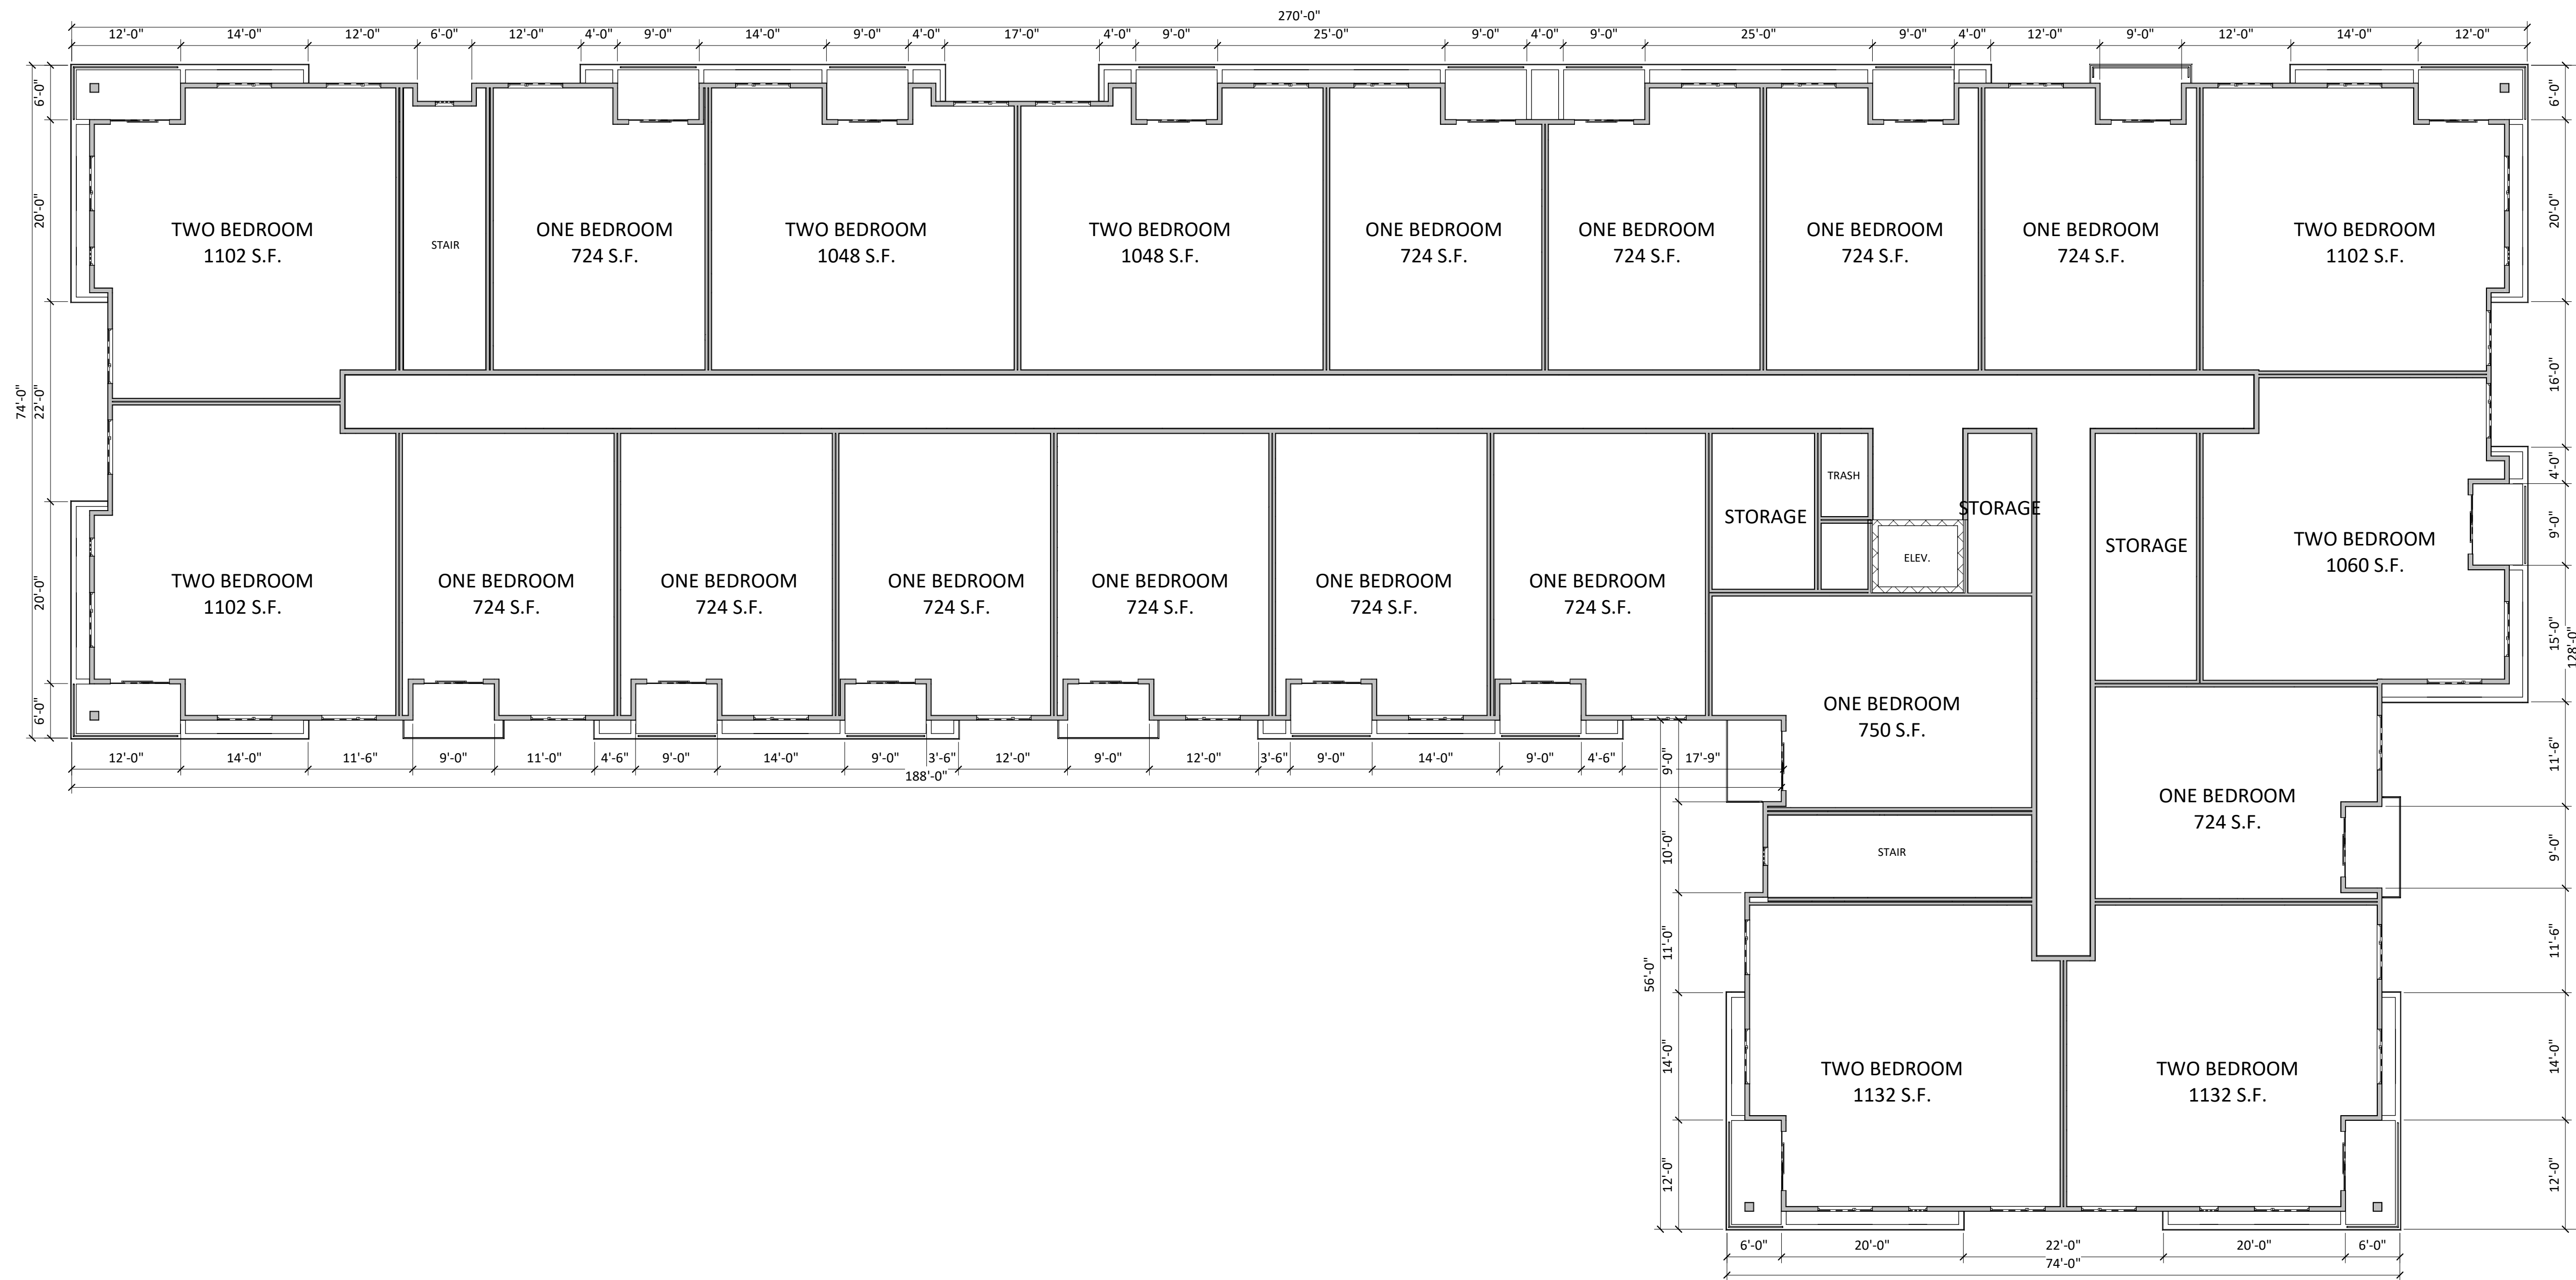 270'-0"
12'-0" 14'-0" 12'-0" 6'-0" 12'-0" 4'-0" 9'-0" 14'-0" 9'-0" 4'-0" 17'-0" 4'-0" 9'-0" 25'-0" 9'-0" 4'-0" 9'-0" 25'-0" 9'-0" 4'-0" 12'-0" 9'-0" 12'-0" 14'-0" 12'-0"
74'-0"
6'-0"
20'-0"
22'-0"
20'-0"
6'-0"
TWO BEDROOM
1102 S.F.
STAIR
ONE BEDROOM
724 S.F.
TWO BEDROOM
1048 S.F.
TWO BEDROOM
1048 S.F.
ONE BEDROOM
724 S.F.
ONE BEDROOM
724 S.F.
ONE BEDROOM
724 S.F.
ONE BEDROOM
724 S.F.
TWO BEDROOM
1102 S.F.
TWO BEDROOM
1102 S.F.
ONE BEDROOM
724 S.F.
ONE BEDROOM
724 S.F.
ONE BEDROOM
724 S.F.
ONE BEDROOM
724 S.F.
ONE BEDROOM
724 S.F.
ONE BEDROOM
724 S.F.
STORAGE
TRASH
ELEV.
STORAGE
STORAGE
TWO BEDROOM
1060 S.F.
ONE BEDROOM
750 S.F.
ONE BEDROOM
724 S.F.
STAIR
TWO BEDROOM
1132 S.F.
TWO BEDROOM
1132 S.F.
12'-0" 14'-0" 11'-6" 9'-0" 11'-0" 4'-6" 9'-0" 14'-0" 9'-0" 3'-6" 12'-0" 9'-0" 12'-0" 3'-6" 9'-0" 14'-0" 9'-0" 4'-6" 17'-9"
188'-0"
9'-0"
10'-0"
11'-0"
14'-0"
12'-0"
56'-0"
6'-0"
20'-0"
16'-0"
4'-0"
9'-0"
15'-0"
128'-0"
11'-6"
9'-0"
11'-6"
14'-0"
12'-0"
6'-0" 20'-0" 22'-0" 20'-0" 6'-0"
74'-0"